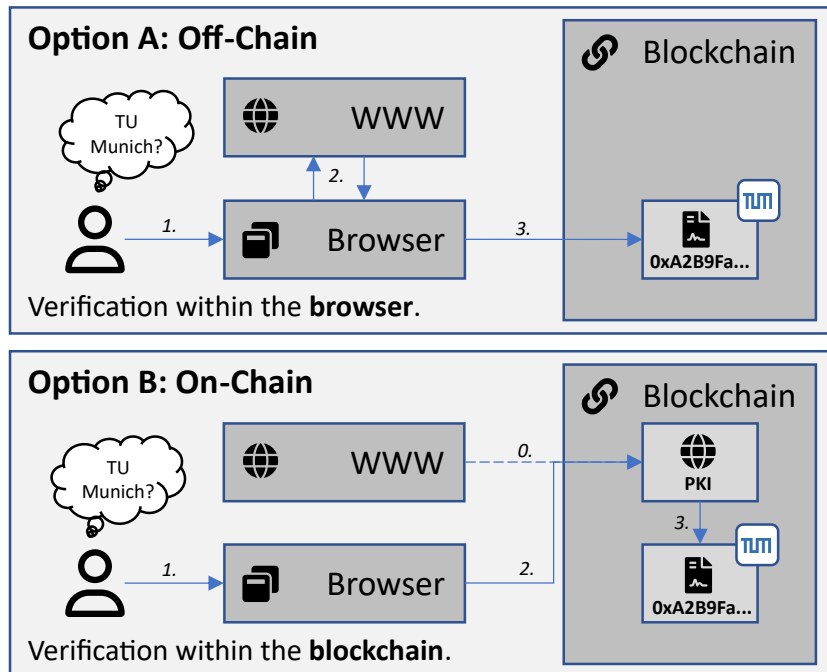 Option A: Off-Chain
Blockchain
TU
Munich?
WWW
2.
1.
Browser
3.
TUM
0xA2B9Fa...
Verification within the browser.
Option B: On-Chain
Blockchain
TU
Munich?
WWW
0.
PKI
3.
TUM
1.
Browser
2.
0xA2B9Fa...
Verification within the blockchain.